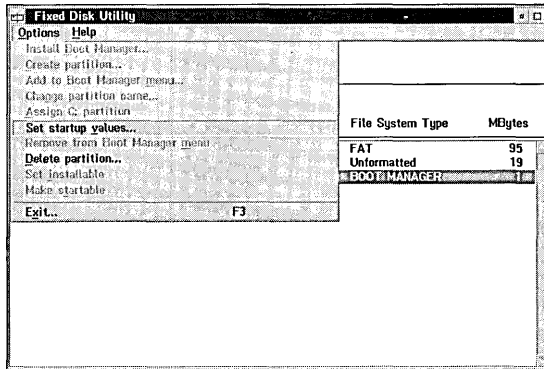 Fixed Disk Utility
Options Help
Install Boot Manager...
Create partition...
Add to Boot Manager menu...
Change partition name...
Assign C: partition
Set startup values...
Remove from Boot Manager menu
Delete partition...
Set installable
Make startable
Exit... F3
File System Type MBytes
FAT 95
Unformatted 19
BOOT MANAGER 1